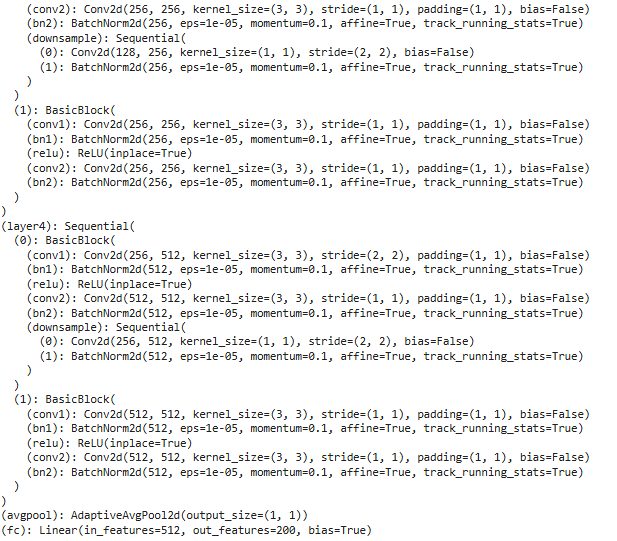 (conv2): Conv2d(256, 256, kernel_size=(3, 3), stride=(1, 1), padding=(1, 1), bias=False)
(bn2): BatchNorm2d(256, eps=1e-05, momentum=0.1, affine=True, track_running_stats=True)
(downsample): Sequential(
(0): Conv2d(128, 256, kernel_size=(1, 1), stride=(2, 2), bias=False)
(1): BatchNorm2d(256, eps=1e-05, momentum=0.1, affine=True, track_running_stats=True)
)
)
(1): BasicBlock(
(conv1): Conv2d(256, 256, kernel_size=(3, 3), stride=(1, 1), padding=(1, 1), bias=False)
(bn1): BatchNorm2d(256, eps=1e-05, momentum=0.1, affine=True, track_running_stats=True)
(relu): ReLU(inplace=True)
(conv2): Conv2d(256, 256, kernel_size=(3, 3), stride=(1, 1), padding=(1, 1), bias=False)
(bn2): BatchNorm2d(256, eps=1e-05, momentum=0.1, affine=True, track_running_stats=True)
)
)
(layer4): Sequential(
(0): BasicBlock(
(conv1): Conv2d(256, 512, kernel_size=(3, 3), stride=(2, 2), padding=(1, 1), bias=False)
(bn1): BatchNorm2d(512, eps=1e-05, momentum=0.1, affine=True, track_running_stats=True)
(relu): ReLU(inplace=True)
(conv2): Conv2d(512, 512, kernel_size=(3, 3), stride=(1, 1), padding=(1, 1), bias=False)
(bn2): BatchNorm2d(512, eps=1e-05, momentum=0.1, affine=True, track_running_stats=True)
(downsample): Sequential(
(0): Conv2d(256, 512, kernel_size=(1, 1), stride=(2, 2), bias=False)
(1): BatchNorm2d(512, eps=1e-05, momentum=0.1, affine=True, track_running_stats=True)
)
)
(1): BasicBlock(
(conv1): Conv2d(512, 512, kernel_size=(3, 3), stride=(1, 1), padding=(1, 1), bias=False)
(bn1): BatchNorm2d(512, eps=1e-05, momentum=0.1, affine=True, track_running_stats=True)
(relu): ReLU(inplace=True)
(conv2): Conv2d(512, 512, kernel_size=(3, 3), stride=(1, 1), padding=(1, 1), bias=False)
(bn2): BatchNorm2d(512, eps=1e-05, momentum=0.1, affine=True, track_running_stats=True)
)
)
(avgpool): AdaptiveAvgPool2d(output_size=(1, 1))
(fc): Linear(in_features=512, out_features=200, bias=True)